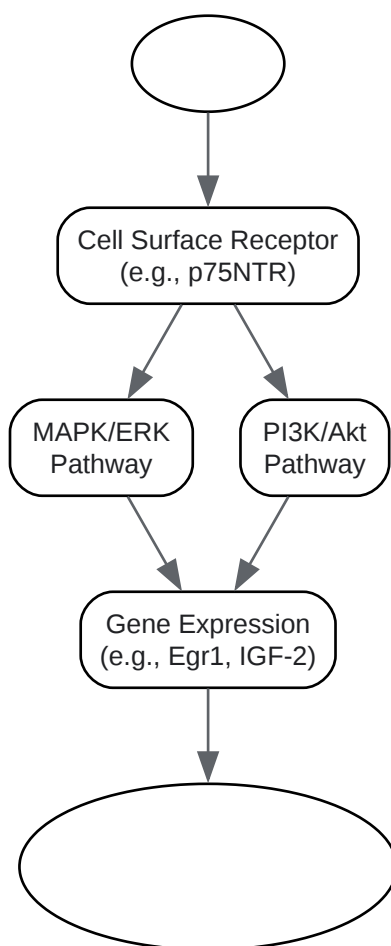 Cell Surface Receptor
(e.g., p75NTR)
MAPK/ERK
Pathway
PI3K/Akt
Pathway
Gene Expression
(e.g., Egr1, IGF-2)